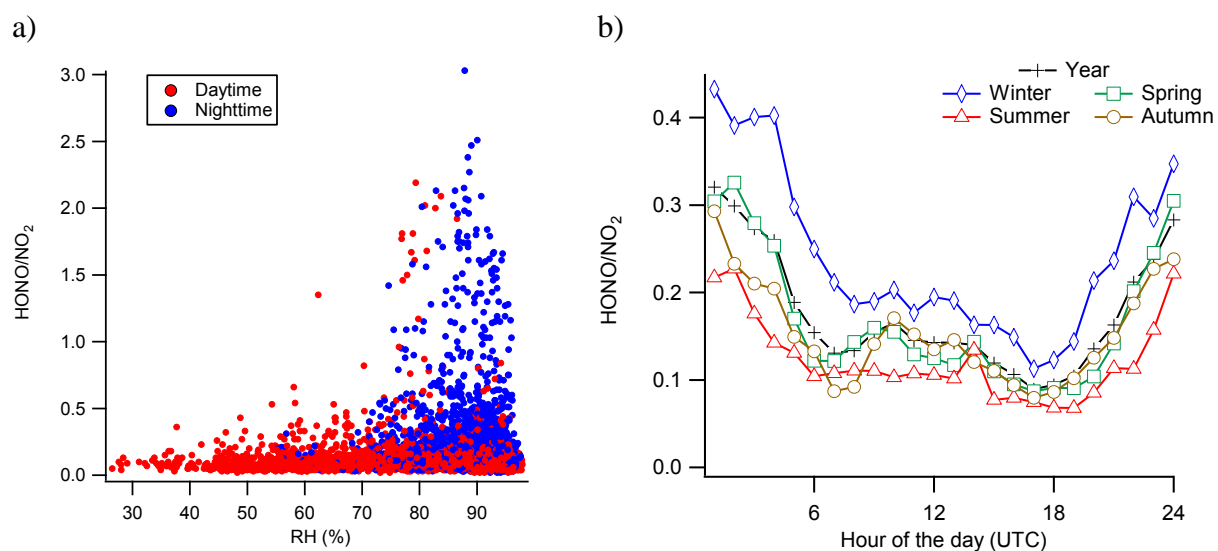 a)
3.0
2.5
2.0
1.5
1.0
0.5
0.0
HONO/NO2
Daytime
Nighttime
30 40 50 60 70 80 90
RH (%)
b)
Year
Winter Spring
Summer Autumn
0.4
0.3
0.2
0.1
0.0
HONO/NO2
6 12 18 24
Hour of the day (UTC)